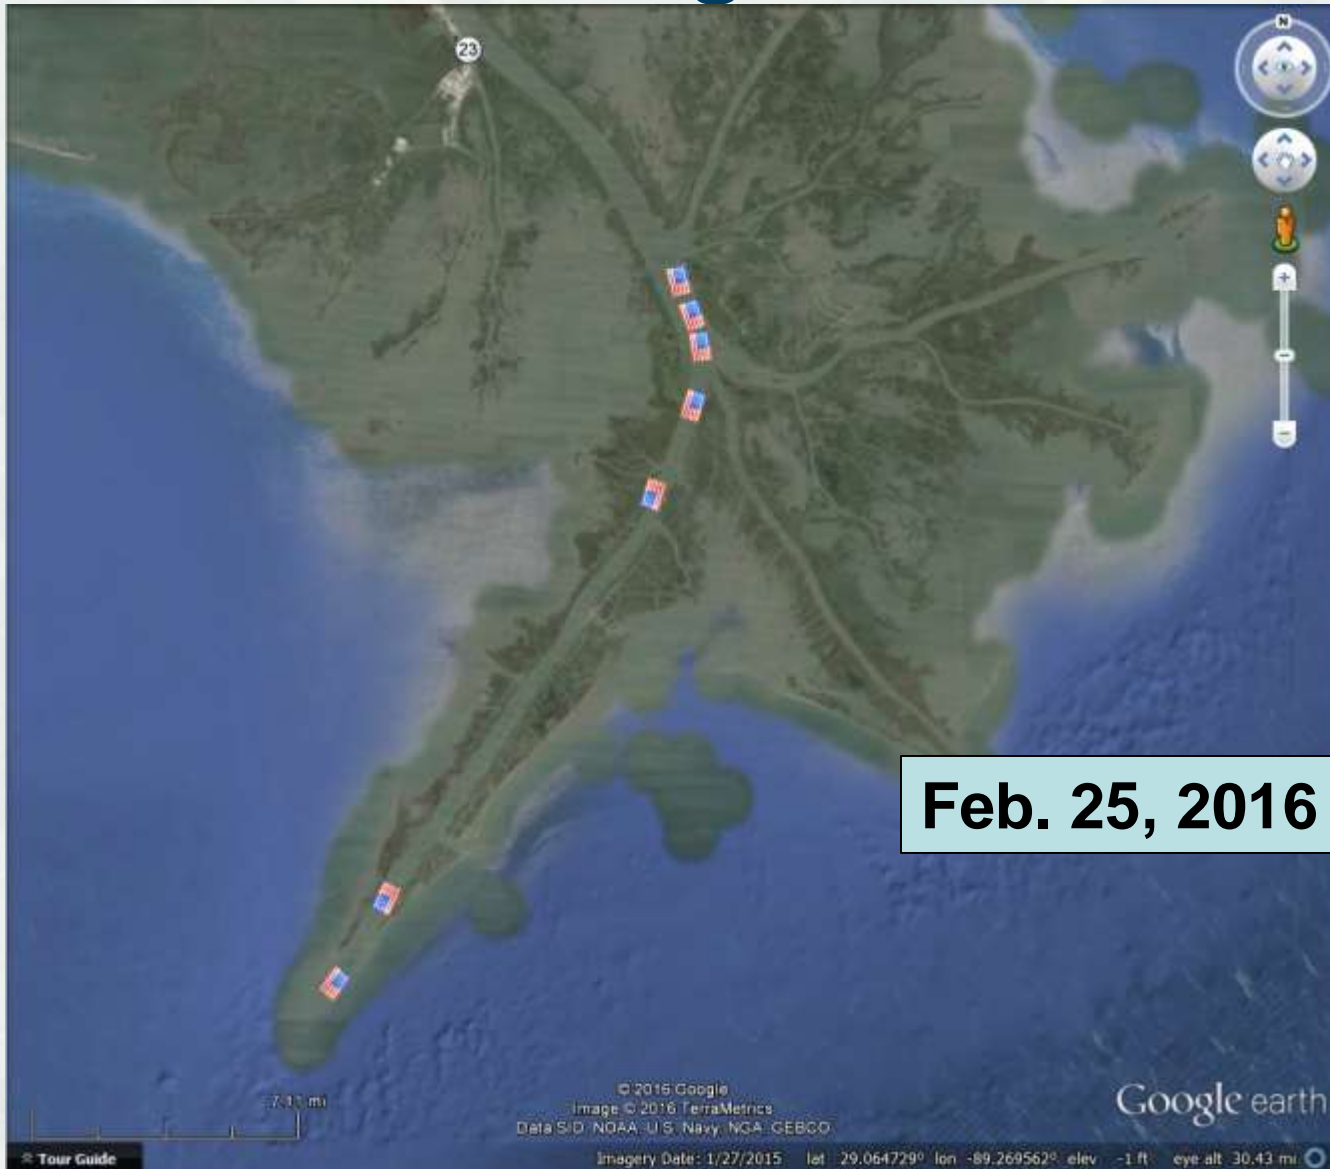 23
N
Feb. 25, 2016
7.11 mi
© 2016 Google
Image © 2016 TerraMetrics
Data SIO, NOAA, U.S. Navy, NGA, GEBCO
Google earth
Tour Guide
Imagery Date: 1/27/2015 lat 29.064729° lon -89.269562° elev -1 ft eye alt 30.43 mi